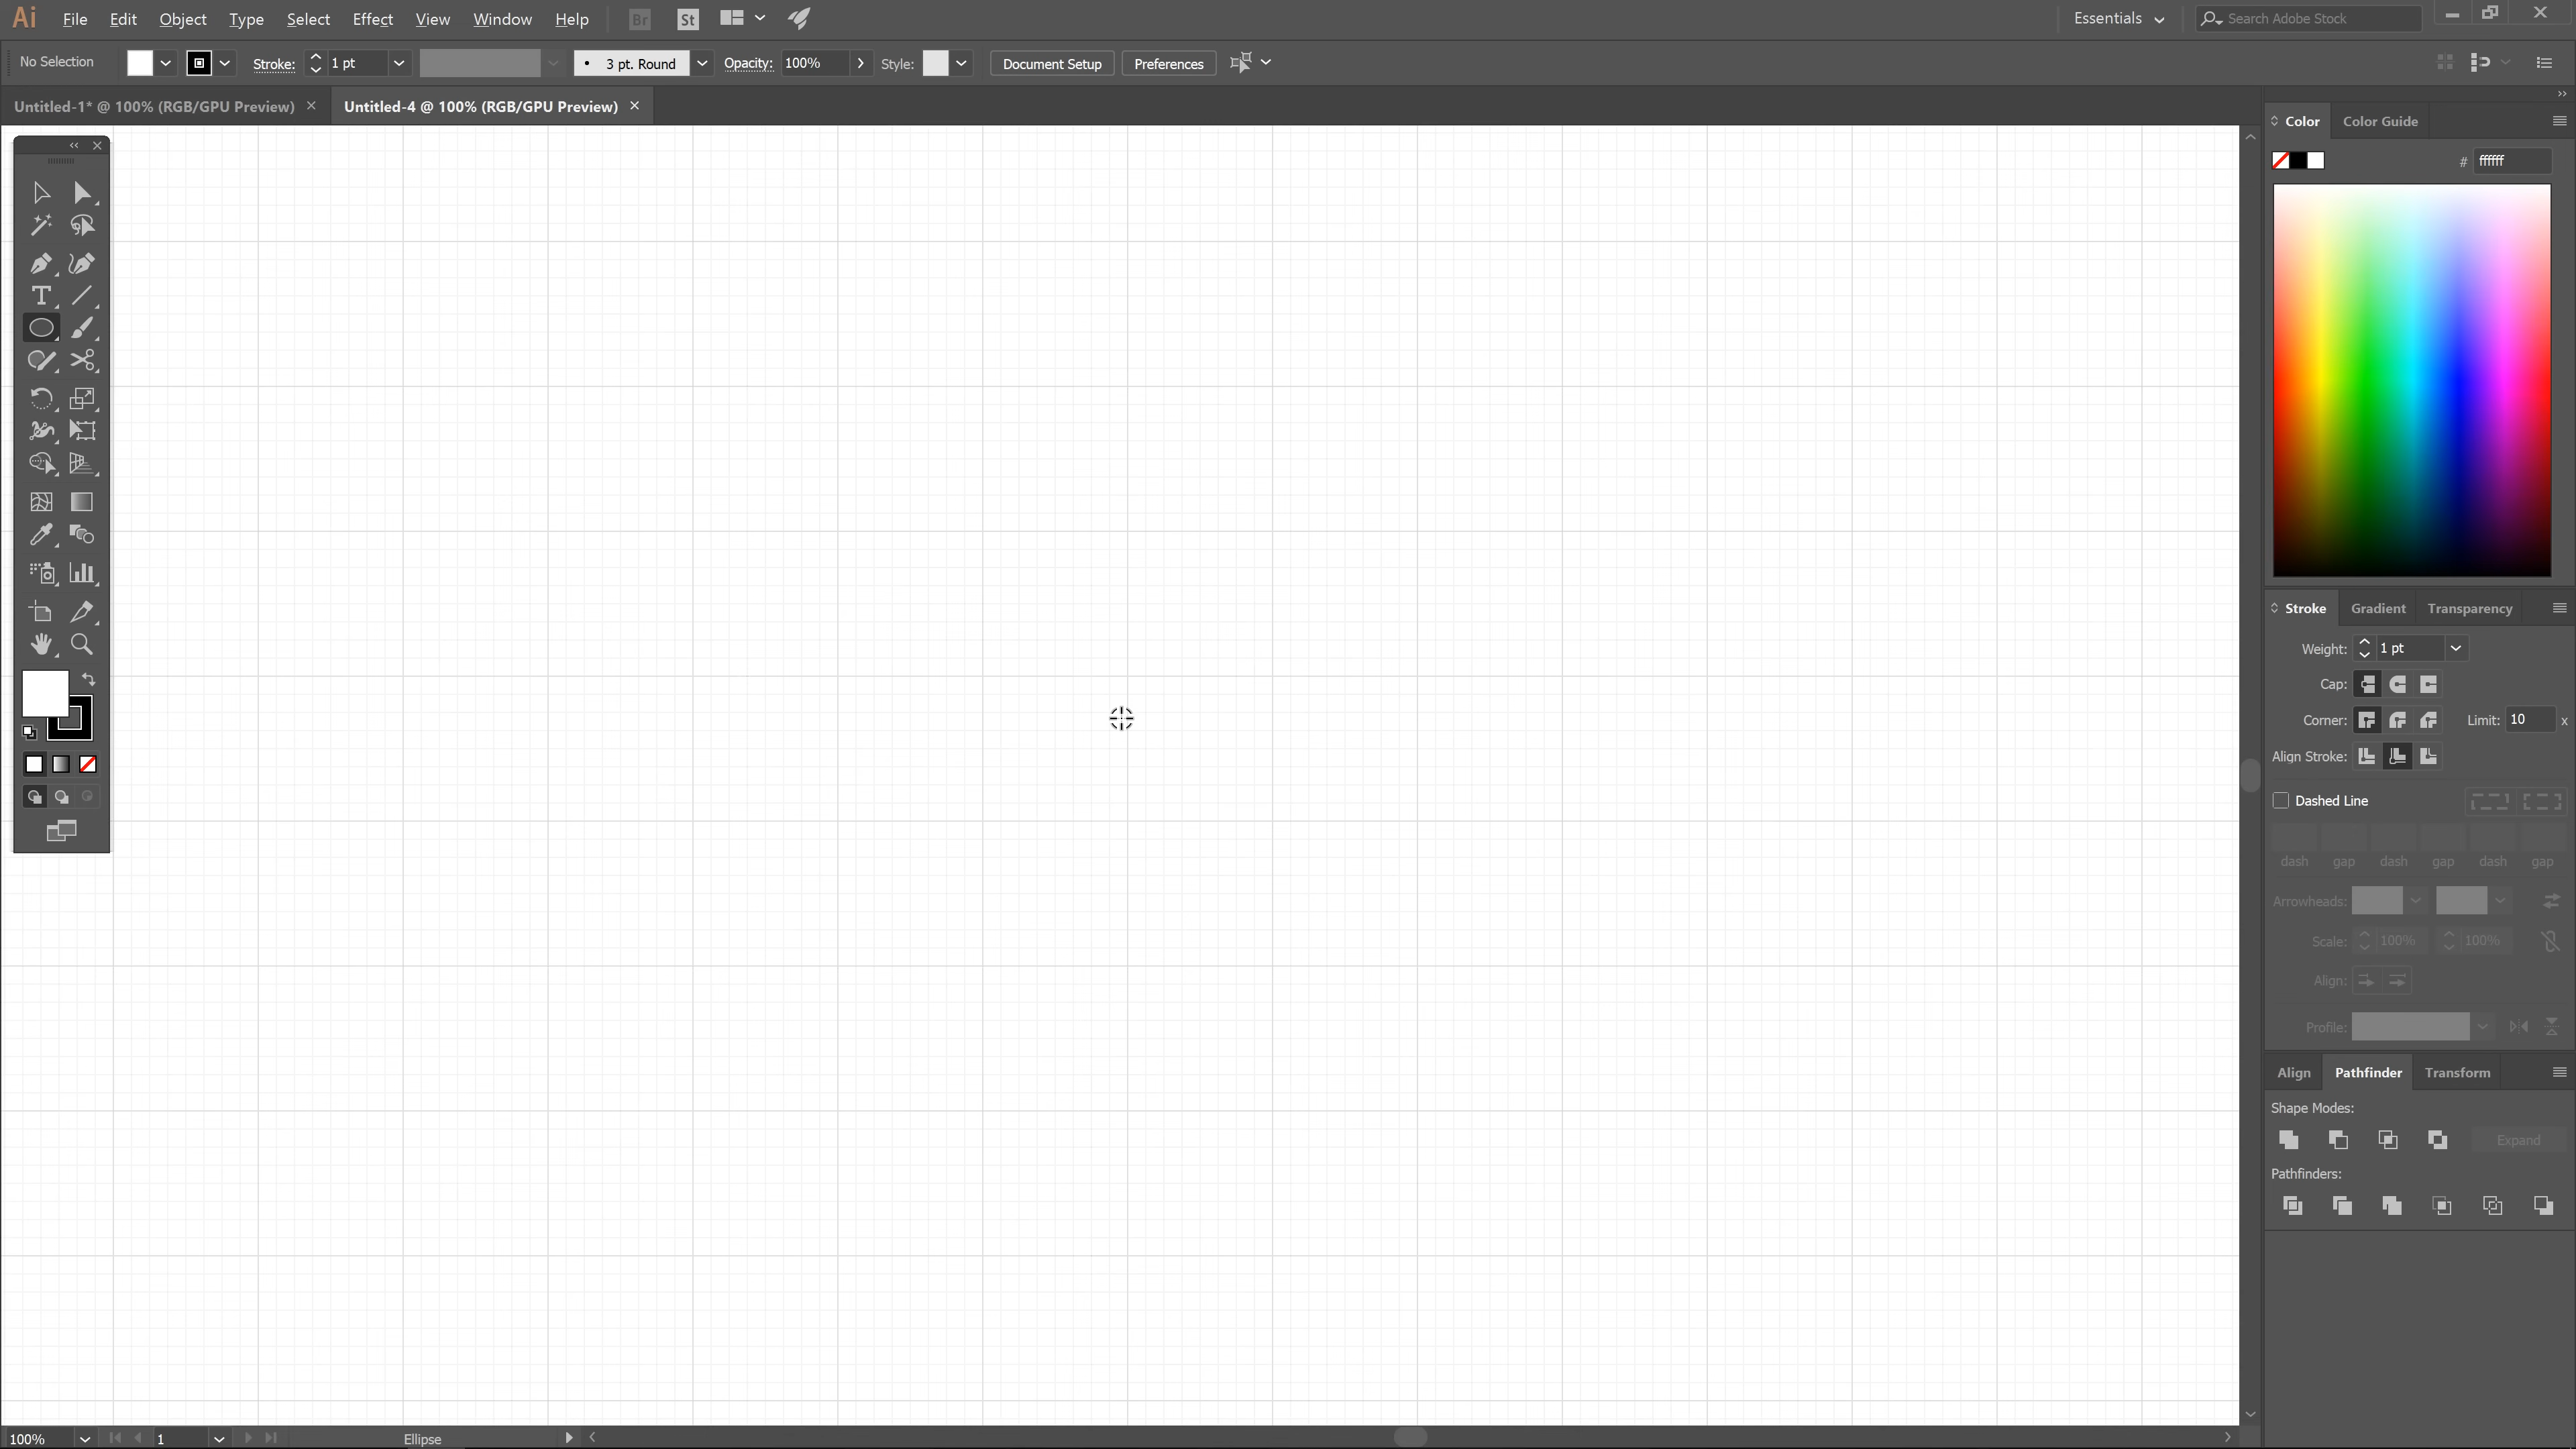 Ai File Edit Object Type Select Effect View Window Help Br St Essentials Search Adobe Stock
No Selection Stroke: 1 pt 3 pt. Round Opacity: 100% Style: Document Setup Preferences
Untitled-1* @ 100% (RGB/GPU Preview) Untitled-4 @ 100% (RGB/GPU Preview)
Color Color Guide
# ffffff
Stroke Gradient Transparency
Weight: 1 pt
Cap:
Corner: Limit: 10 x
Align Stroke:
Dashed Line
dash gap dash gap dash gap
Arrowheads:
Scale: 100% 100%
Align:
Profile:
Align Pathfinder Transform
Shape Modes:
Expand
Pathfinders:
100% 1 Ellipse